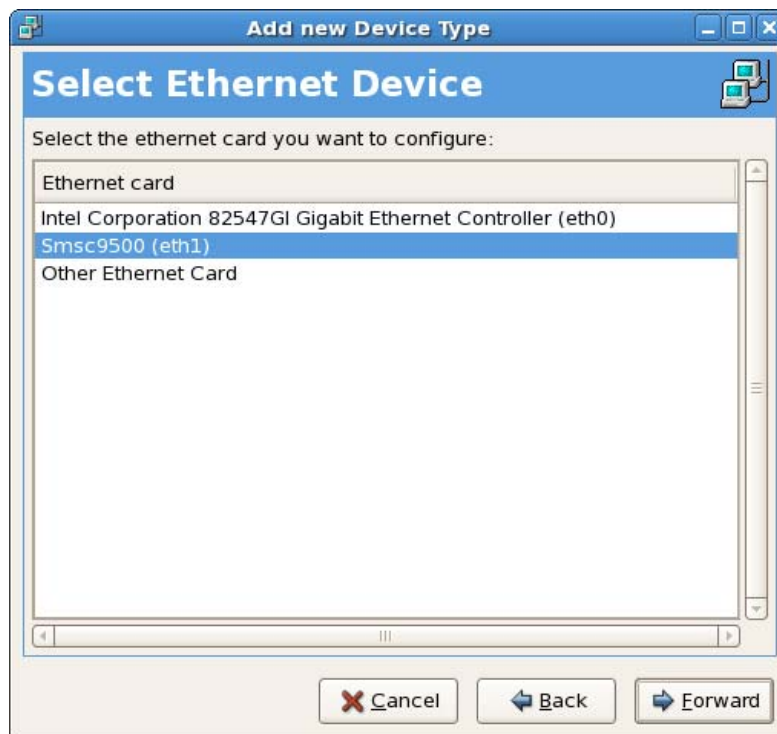 Add new Device Type
Select Ethernet Device
Select the ethernet card you want to configure:
Ethernet card
Intel Corporation 82547GI Gigabit Ethernet Controller (eth0)
Smsc9500 (eth1)
Other Ethernet Card
Cancel
Back
Forward